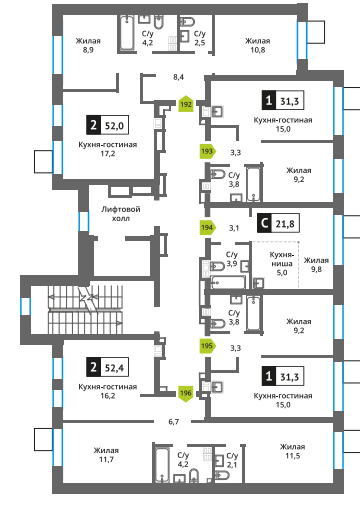 Жилая
8,9
С/у
4,2
С/у
2,5
Жилая
10,8
8,4
192
2 52,0
Кухня-гостиная
17,2
1 31,3
Кухня-гостиная
15,0
193
3,3
С/у
3,8
Жилая
9,2
Лифтовой
холл
194
3,1
С 21,8
С/у
3,9
Кухня-
ниша
5,0
Жилая
9,8
С/у
3,8
Жилая
9,2
195
3,3
2 52,4
Кухня-гостиная
16,2
1 31,3
Кухня-гостиная
15,0
196
6,7
Жилая
11,7
С/у
4,2
С/у
2,1
Жилая
11,5